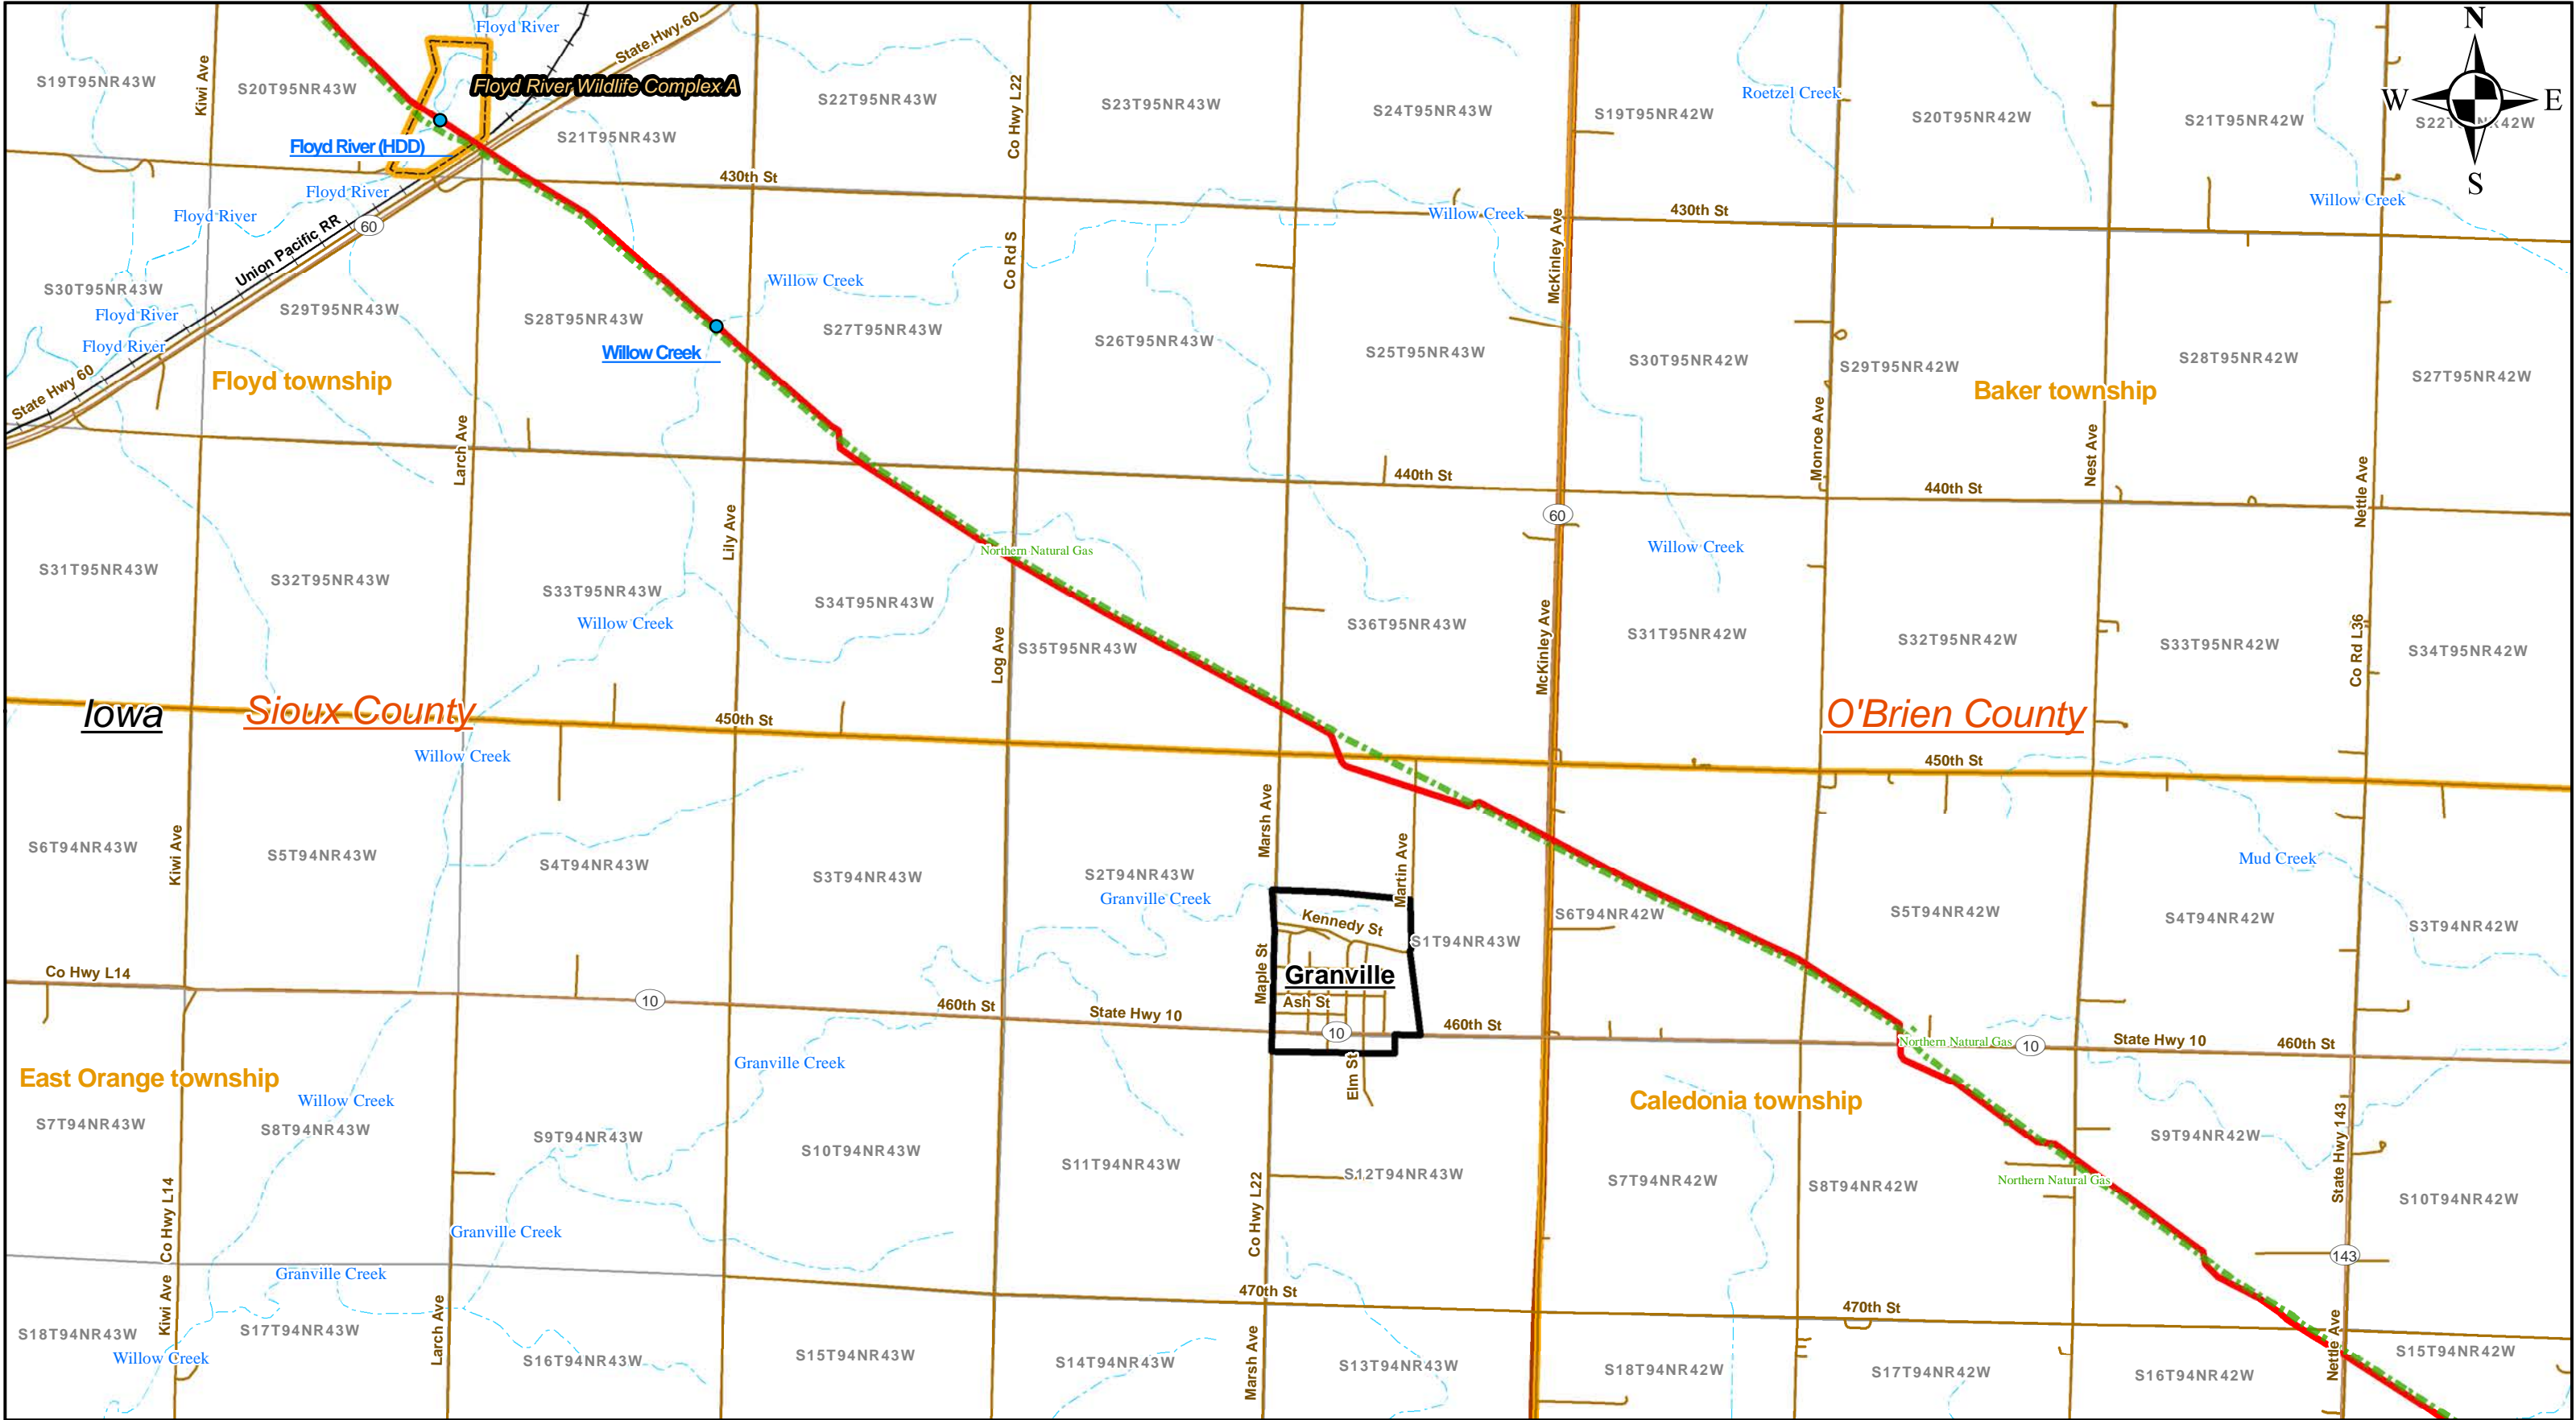 Floyd River
State Hwy 60
N
W
E
S
S19T95NR43W
Kiwi Ave
S20T95NR43W
Floyd River Wildlife Complex A
S22T95NR43W
Co Hwy L22
S23T95NR43W
S24T95NR43W
S19T95NR42W
Roetzel Creek
S20T95NR42W
S21T95NR42W
Floyd River (HDD)
S21T95NR43W
430th St
Floyd River
Floyd River
60
Union Pacific RR
Willow Creek
McKinley Ave
430th St
Willow Creek
S30T95NR43W
Floyd River
Floyd River
S29T95NR43W
S28T95NR43W
Willow Creek
Willow Creek
S27T95NR43W
Co Rd S
S26T95NR43W
S25T95NR43W
S30T95NR42W
S29T95NR42W
S28T95NR42W
S27T95NR42W
State Hwy 60
Floyd township
Baker township
Larch Ave
Lily Ave
440th St
60
Monroe Ave
440th St
Nest Ave
Nettle Ave
Northern Natural Gas
Willow Creek
S31T95NR43W
S32T95NR43W
S33T95NR43W
Willow Creek
S34T95NR43W
Log Ave
S35T95NR43W
S36T95NR43W
McKinley Ave
S31T95NR42W
S32T95NR42W
S33T95NR42W
Co Rd L36
S34T95NR42W
Iowa
Sioux County
450th St
O'Brien County
450th St
Willow Creek
S6T94NR43W
Kiwi Ave
S5T94NR43W
S4T94NR43W
S3T94NR43W
S2T94NR43W
Granville Creek
Marsh Ave
Martin Ave
Kennedy St
S1T94NR43W
S6T94NR42W
S5T94NR42W
Mud Creek
S4T94NR42W
S3T94NR42W
Co Hwy L14
10
460th St
State Hwy 10
Maple St
Granville
Ash St
10
460th St
Northern Natural Gas
10
State Hwy 10
460th St
East Orange township
Granville Creek
Elm St
Caledonia township
S7T94NR43W
Willow Creek
S8T94NR43W
S9T94NR43W
S10T94NR43W
S11T94NR43W
S12T94NR43W
S7T94NR42W
S8T94NR42W
Northern Natural Gas
S9T94NR42W
State Hwy 143
S10T94NR42W
Co Hwy L14
Granville Creek
Co Hwy L22
143
Kiwi Ave
Granville Creek
470th St
470th St
S18T94NR43W
Willow Creek
S17T94NR43W
Larch Ave
S16T94NR43W
S15T94NR43W
S14T94NR43W
Marsh Ave
S13T94NR43W
S18T94NR42W
S17T94NR42W
S16T94NR42W
Nettle Ave
S15T94NR42W